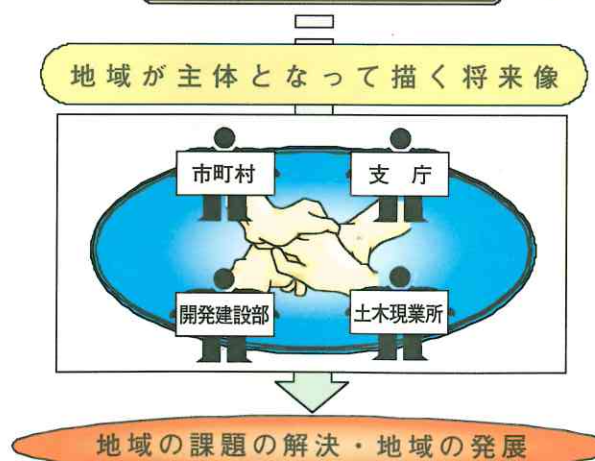 地域が主体となって描く将来像
市町村
支庁
開発建設部
土木現業所
地域の課題の解決・地域の発展